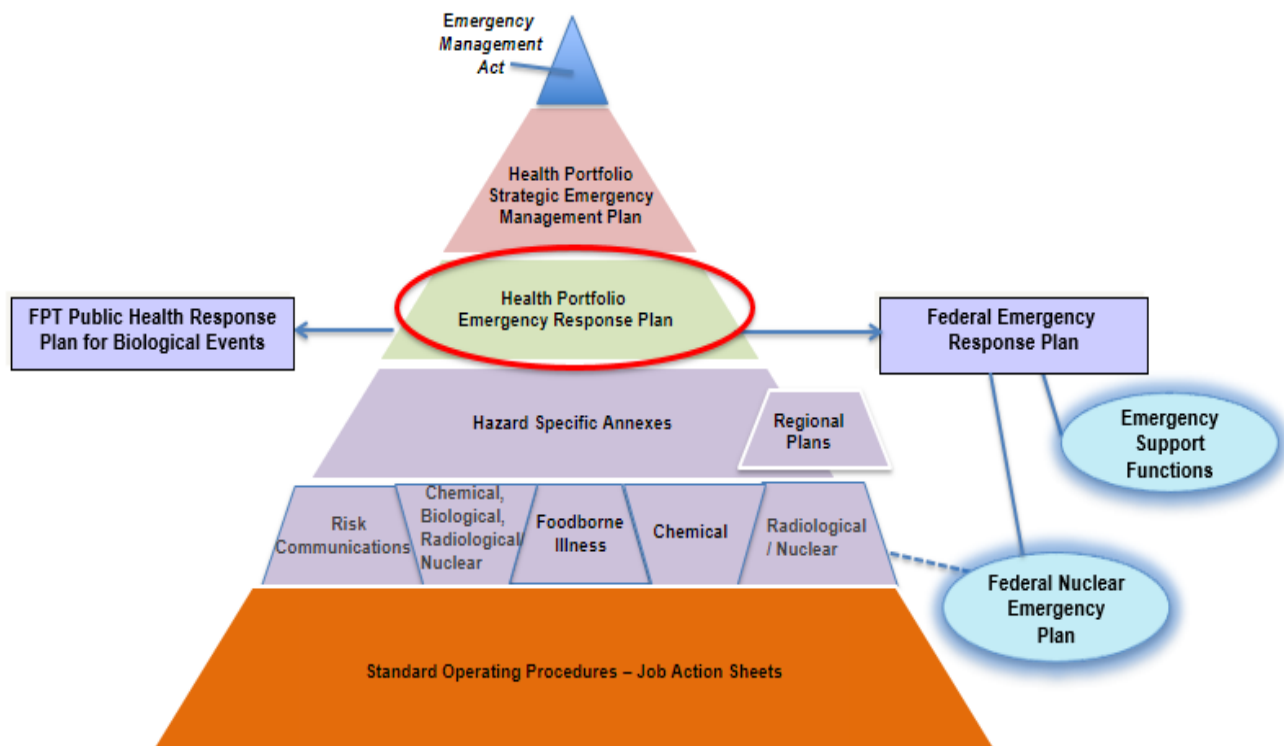 Emergency
Management
Act
Health Portfolio
Strategic Emergency
Management Plan
Health Portfolio
Emergency Response Plan
FPT Public Health Response
Plan for Biological Events
Federal Emergency
Response Plan
Hazard Specific Annexes
Regional
Plans
Emergency
Support
Functions
Risk
Communications
Chemical,
Biological,
Radiological/
Nuclear
Foodborne
Illness
Chemical
Radiological
/ Nuclear
Federal Nuclear
Emergency
Plan
Standard Operating Procedures – Job Action Sheets